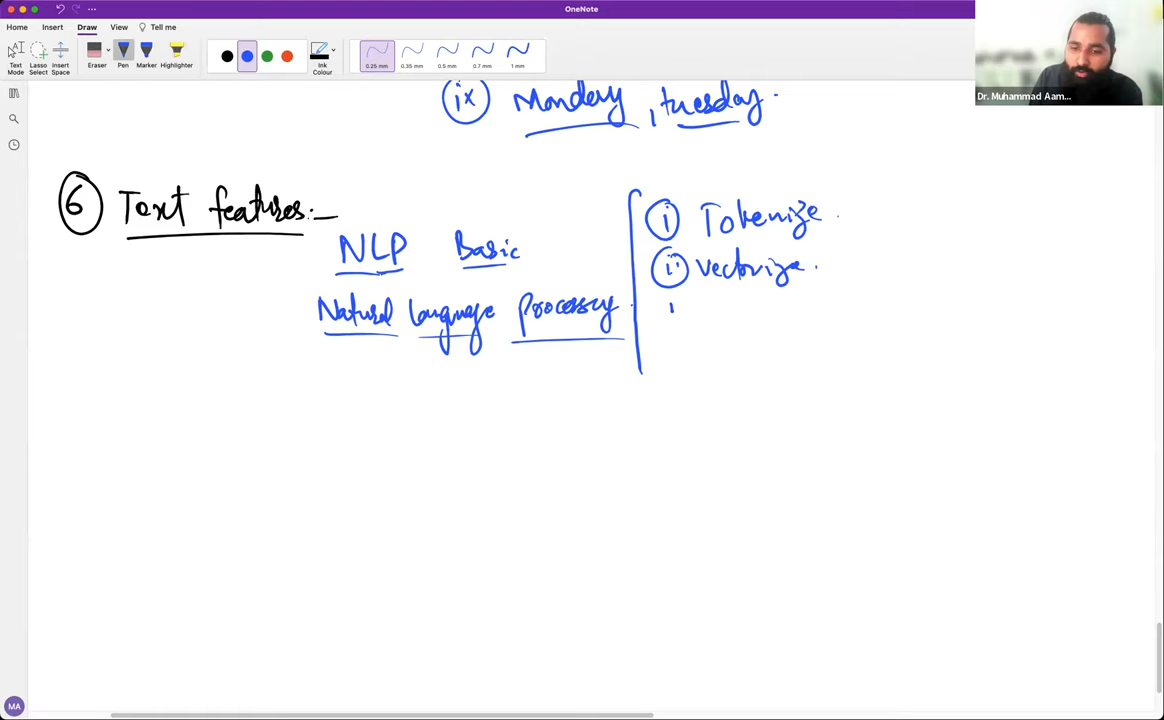 OneNote
Home Insert Draw View Tell me
Text Mode
Lasso Select
Insert Space
Eraser
Pen
Marker
Highlighter
Ink Colour
0.25 mm
0.35 mm
0.5 mm
0.7 mm
1 mm
Dr. Muhammad Aam...
ix Monday, tuesday.
6 Text features:-
NLP Basic
Natural language processing.
i Tokenize.
ii vectorize.
MA